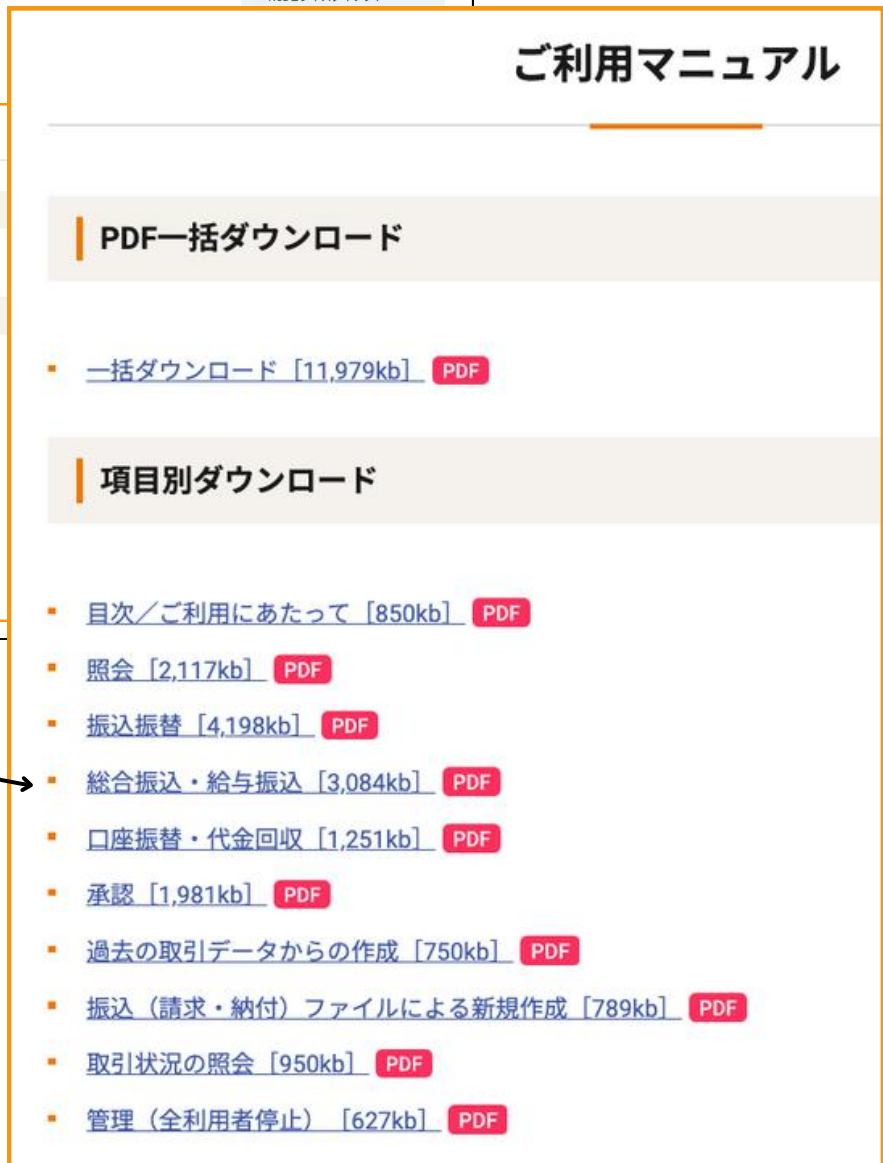 ご利用マニュアル
PDF一括ダウンロード
一括ダウンロード［11,979kb］ PDF
項目別ダウンロード
目次／ご利用にあたって［850kb］ PDF
照会［2,117kb］ PDF
振込振替［4,198kb］ PDF
総合振込・給与振込［3,084kb］ PDF
口座振替・代金回収［1,251kb］ PDF
承認［1,981kb］ PDF
過去の取引データからの作成［750kb］ PDF
振込（請求・納付）ファイルによる新規作成［789kb］ PDF
取引状況の照会［950kb］ PDF
管理（全利用者停止）［627kb］ PDF